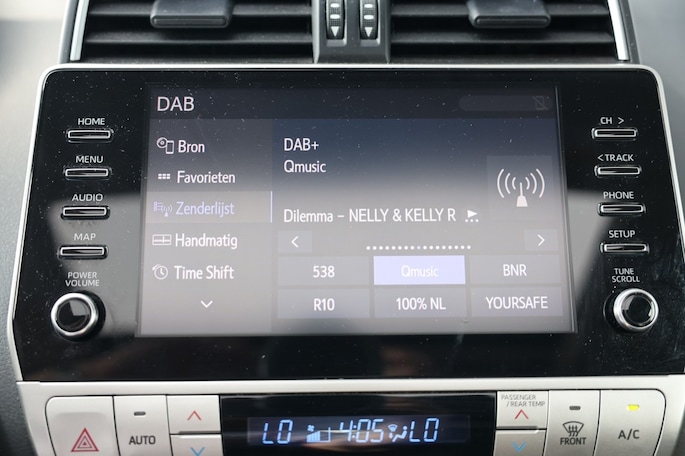 DAB
HOME
MENU
AUDIO
MAP
POWER
VOLUME
Bron
Favorieten
Zenderlijst
Handmatig
Time Shift
DAB+
Qmusic
Dilemma – NELLY & KELLY R
538
Qmusic
BNR
R10
100% NL
YOURSAFE
CH >
< TRACK
PHONE
SETUP
TUNE
SCROLL
AUTO
LO 4:05 LO
PASSENGER
/ REAR TEMP
FRONT
A/C